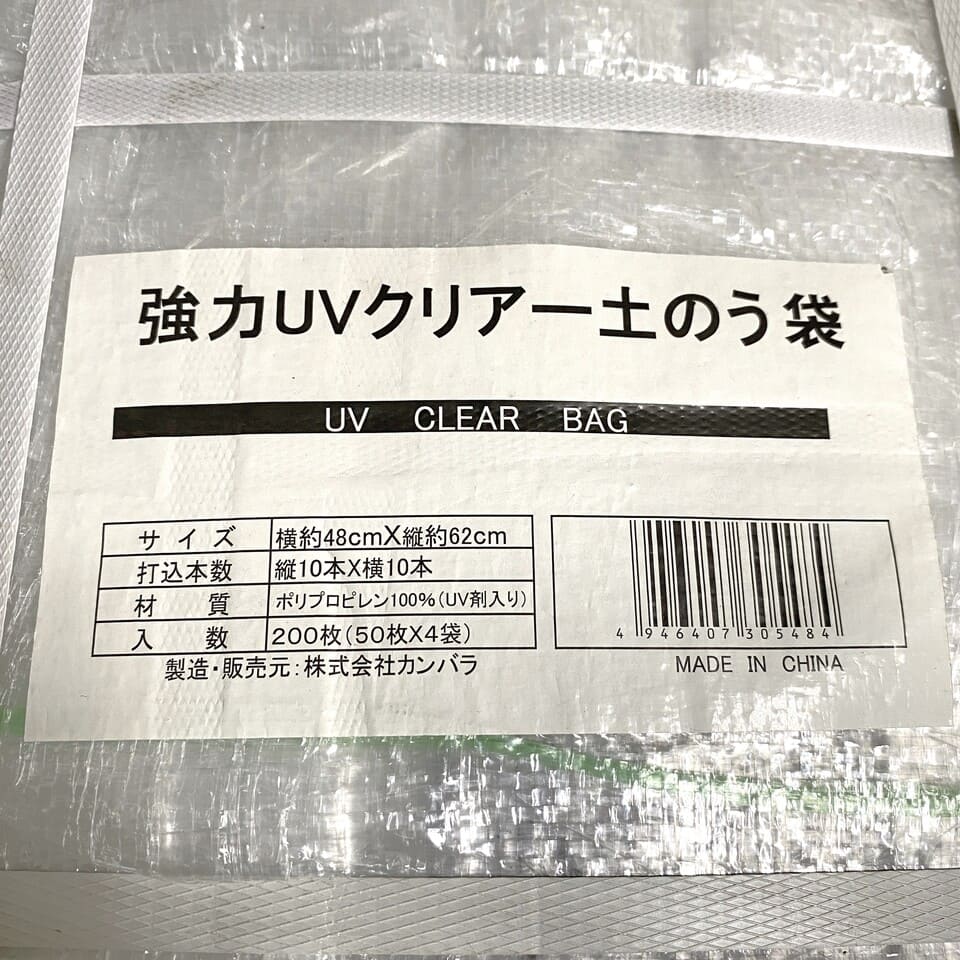 強力UVクリアー土のう袋
UV CLEAR BAG
サイズ 横約48cmX縦約62cm
打込本数 縦10本X横10本
材質 ポリプロピレン100%(UV剤入り)
入数 200枚(50枚X4袋)
製造・販売元:株式会社カンバラ
4 946407 305484
MADE IN CHINA